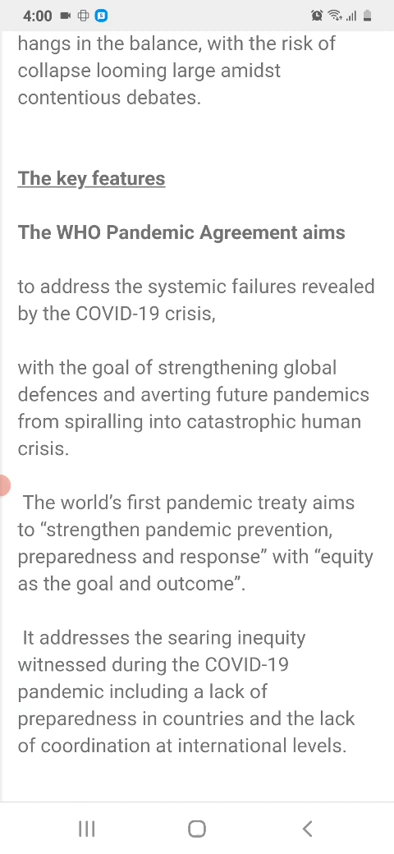 4:00
hangs in the balance, with the risk of
collapse looming large amidst
contentious debates.
The key features
The WHO Pandemic Agreement aims
to address the systemic failures revealed
by the COVID-19 crisis,
with the goal of strengthening global
defences and averting future pandemics
from spiralling into catastrophic human
crisis.
The world's first pandemic treaty aims
to “strengthen pandemic prevention,
preparedness and response” with “equity
as the goal and outcome”.
It addresses the searing inequity
witnessed during the COVID-19
pandemic including a lack of
preparedness in countries and the lack
of coordination at international levels.